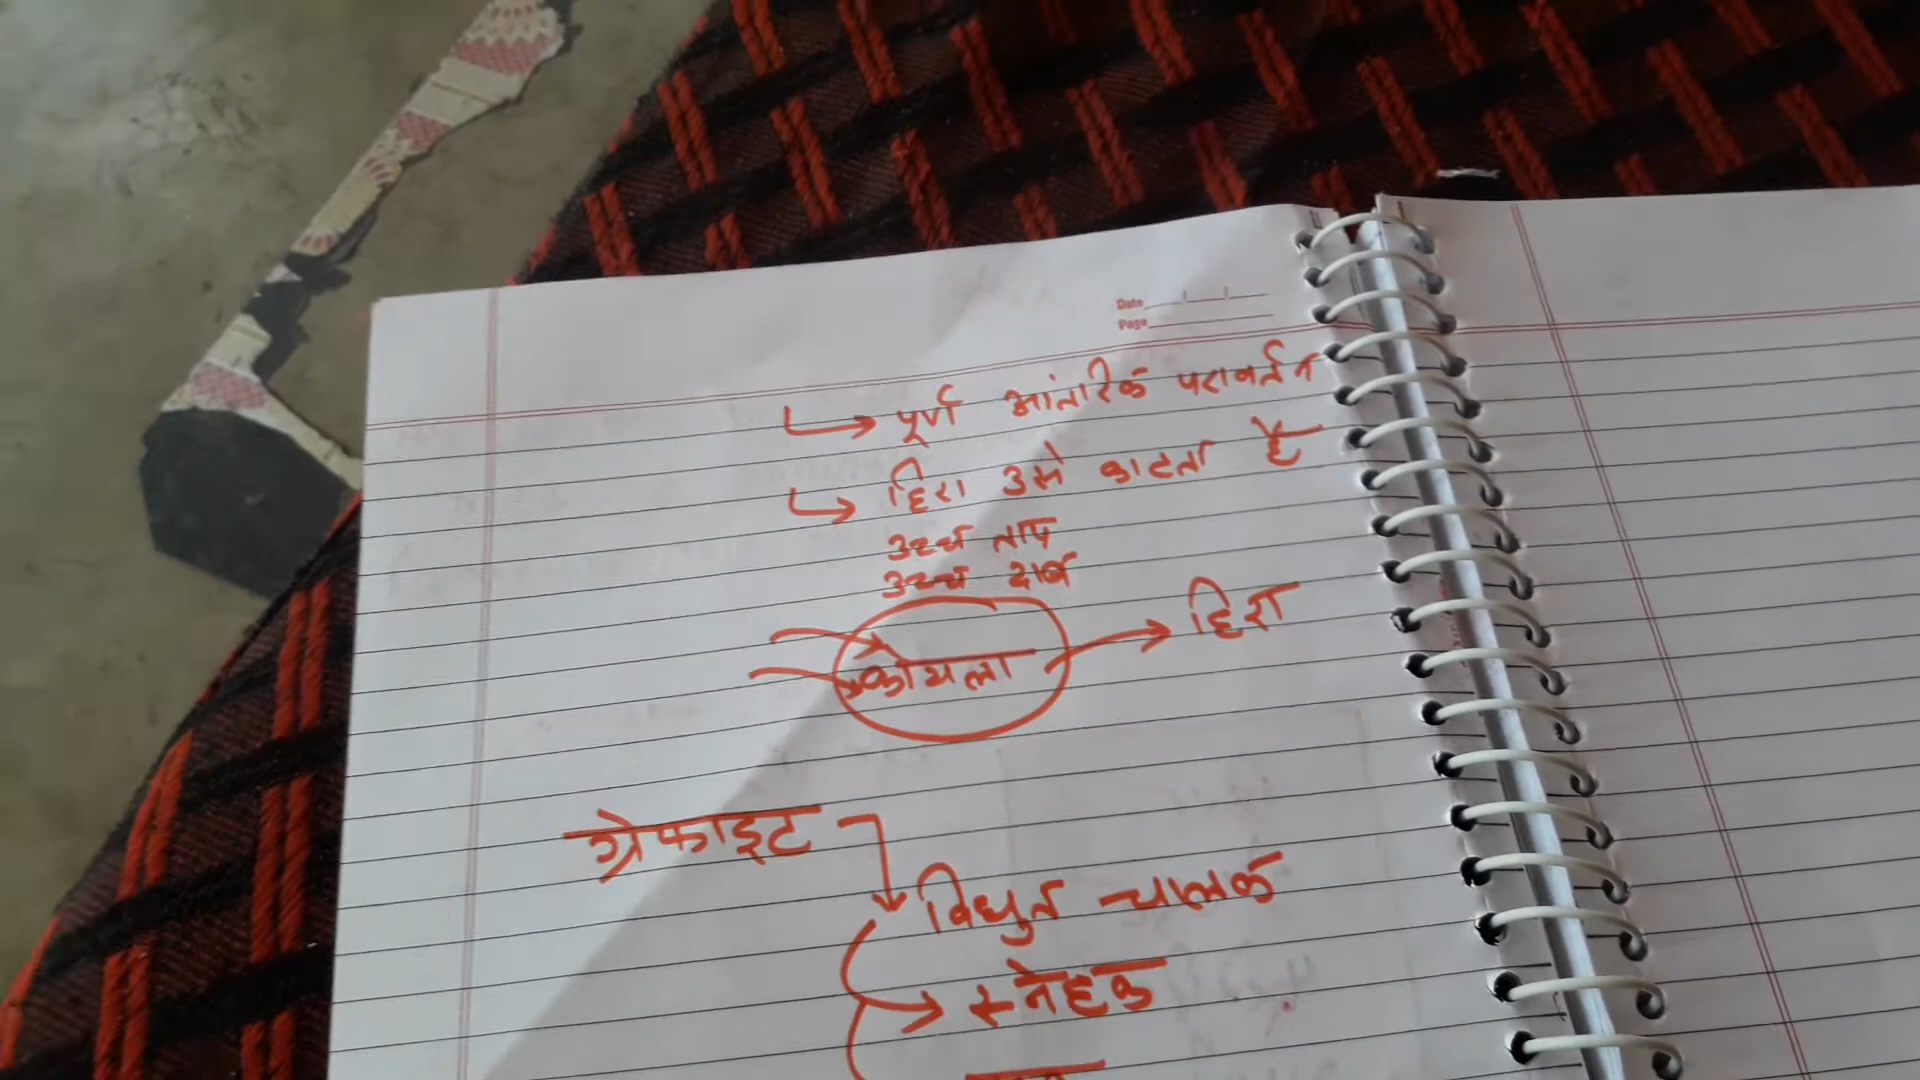 Date
Page
पूर्ण आंतरिक परावर्तन
हिरा उसे काटता है
उच्च ताप
उच्च दाब
कोयला
हिरा
ग्रेफाइट
विधुत चालक
स्नेहक